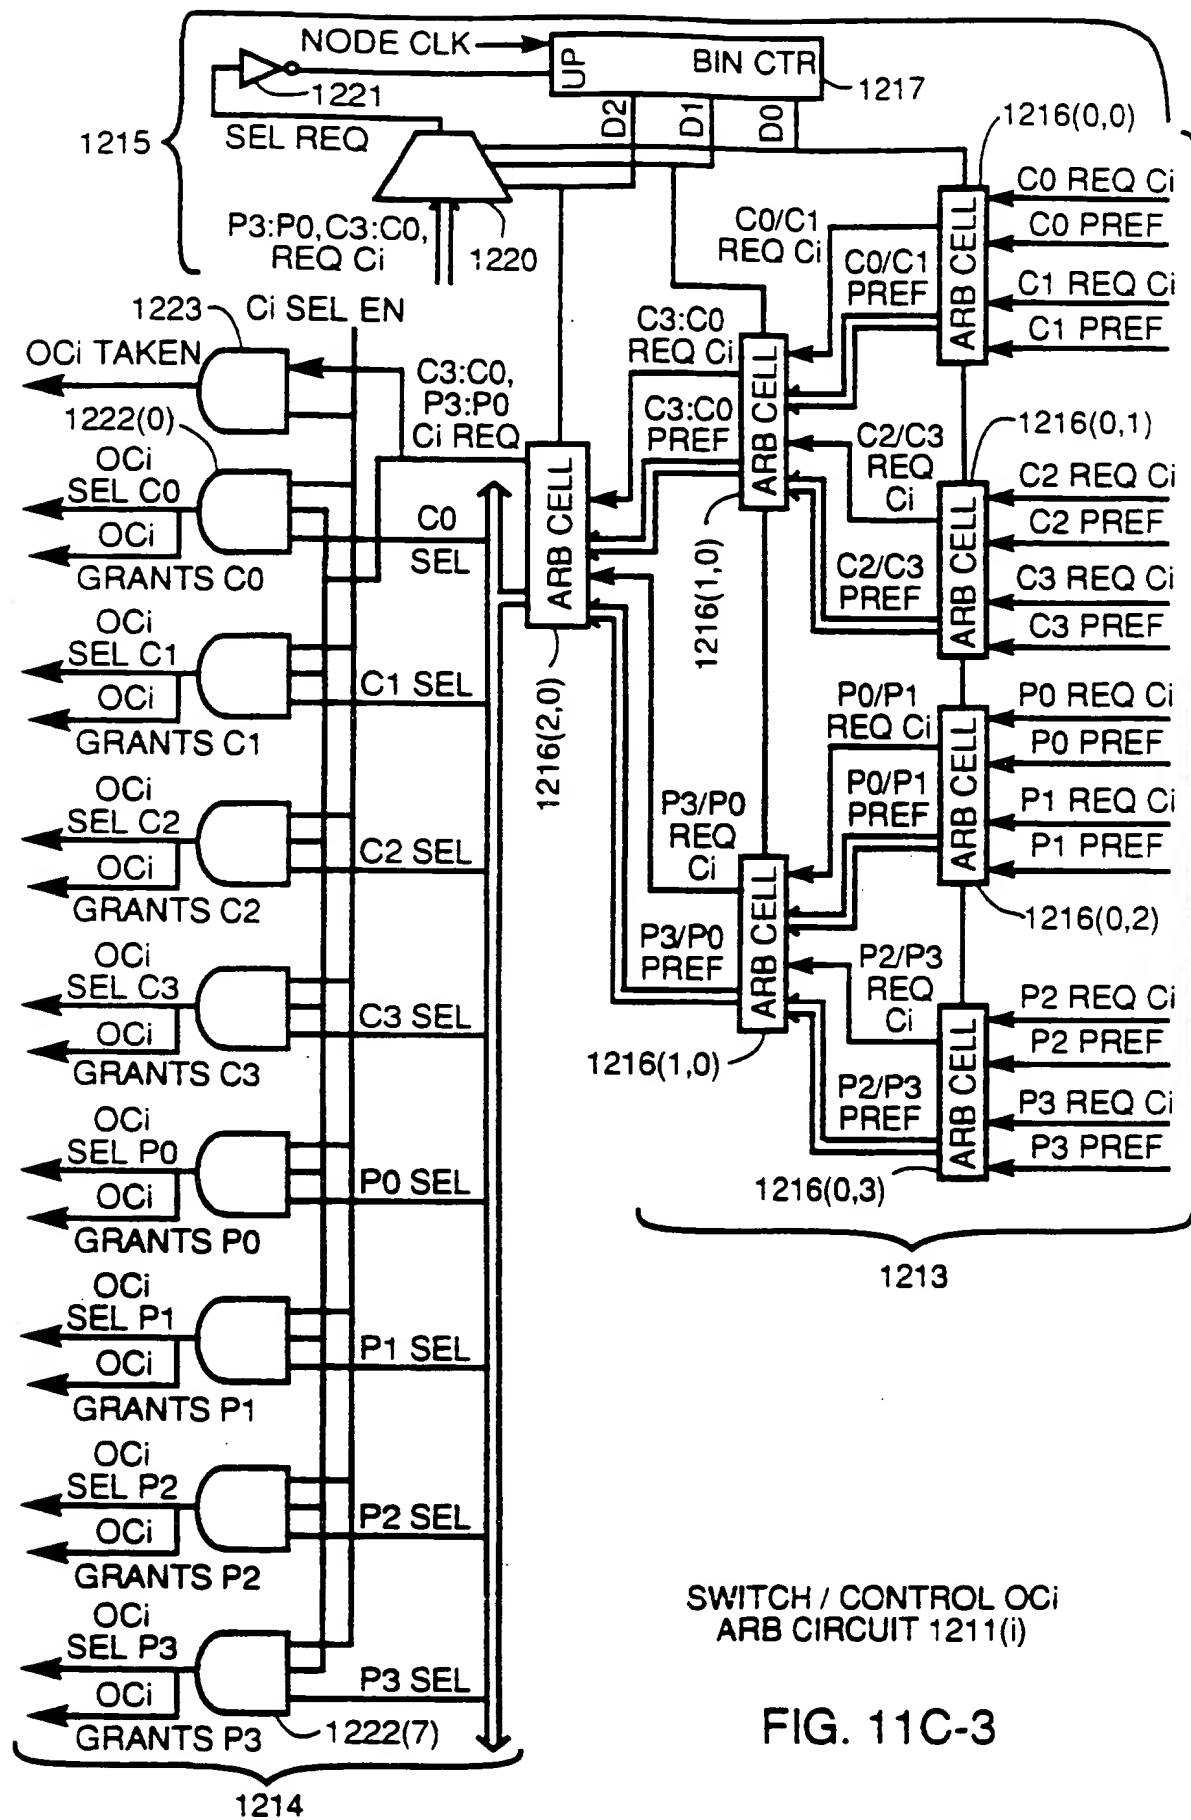 NODE CLK
UP
BIN CTR
1217
D2
D1
D0
1221
1215
SEL REQ
P3:P0,C3:C0,
REQ Ci
1220
1216(0,0)
ARB CELL
C0 REQ Ci
C0 PREF
C1 REQ Ci
C1 PREF
C0/C1
REQ Ci
C0/C1
PREF
1223
Ci SEL EN
OCi TAKEN
C3:C0,
P3:P0
Ci REQ
C3:C0
REQ Ci
C3:C0
PREF
ARB CELL
1216(1,0)
C2/C3
REQ
Ci
C2/C3
PREF
1216(0,1)
ARB CELL
C2 REQ Ci
C2 PREF
C3 REQ Ci
C3 PREF
1222(0)
OCi
SEL C0
OCi
GRANTS C0
C0
SEL
ARB CELL
1216(2,0)
OCi
SEL C1
OCi
GRANTS C1
C1 SEL
P0/P1
REQ Ci
P0/P1
PREF
ARB CELL
P0 REQ Ci
P0 PREF
P1 REQ Ci
P1 PREF
1216(0,2)
OCi
SEL C2
OCi
GRANTS C2
C2 SEL
P3/P0
REQ
Ci
P3/P0
PREF
ARB CELL
1216(1,0)
P2/P3
REQ
Ci
P2/P3
PREF
ARB CELL
P2 REQ Ci
P2 PREF
P3 REQ Ci
P3 PREF
1216(0,3)
1213
OCi
SEL C3
OCi
GRANTS C3
C3 SEL
OCi
SEL P0
OCi
GRANTS P0
P0 SEL
OCi
SEL P1
OCi
GRANTS P1
P1 SEL
OCi
SEL P2
OCi
GRANTS P2
P2 SEL
OCi
SEL P3
OCi
GRANTS P3
P3 SEL
1222(7)
1214
SWITCH / CONTROL OCi
ARB CIRCUIT 1211(i)
FIG. 11C-3